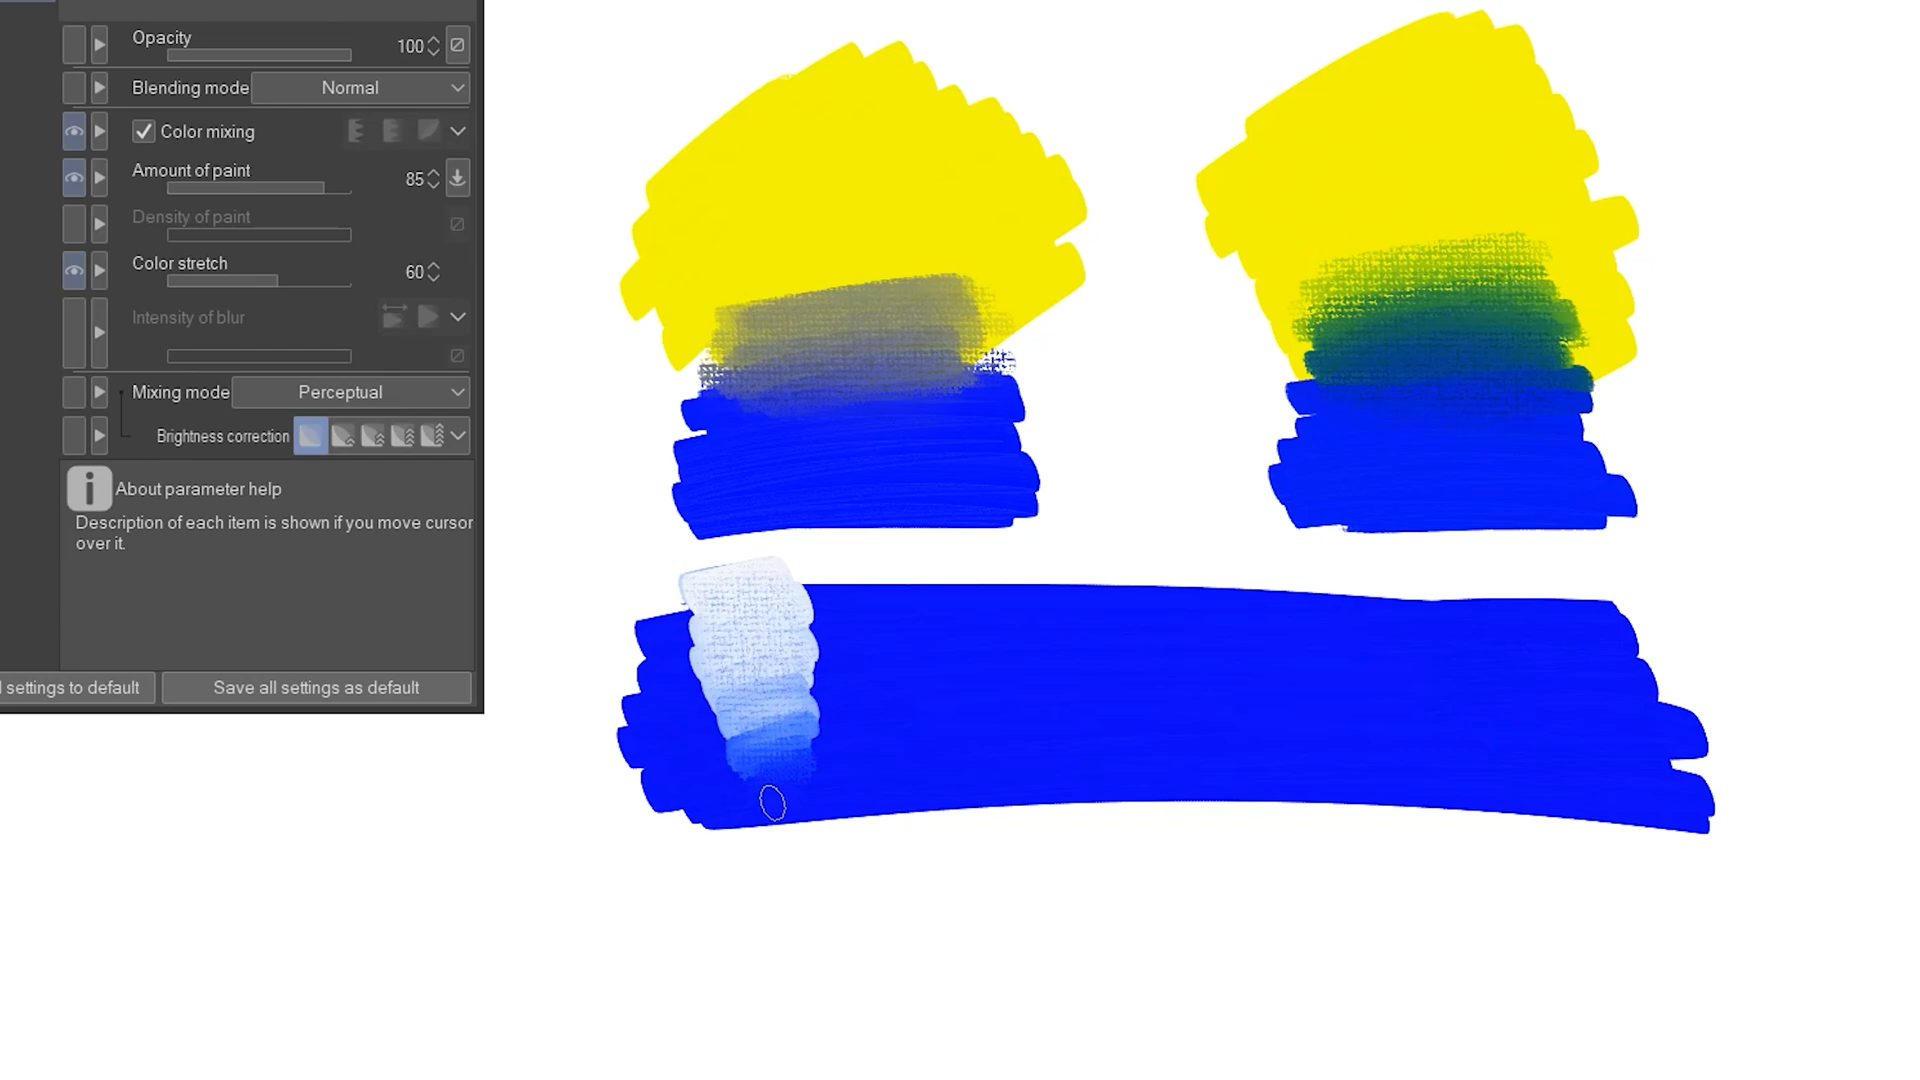 Opacity 100
Blending mode Normal
Color mixing
Amount of paint 85
Density of paint
Color stretch 60
Intensity of blur
Mixing mode Perceptual
Brightness correction
i About parameter help
Description of each item is shown if you move cursor
over it.
settings to default Save all settings as default